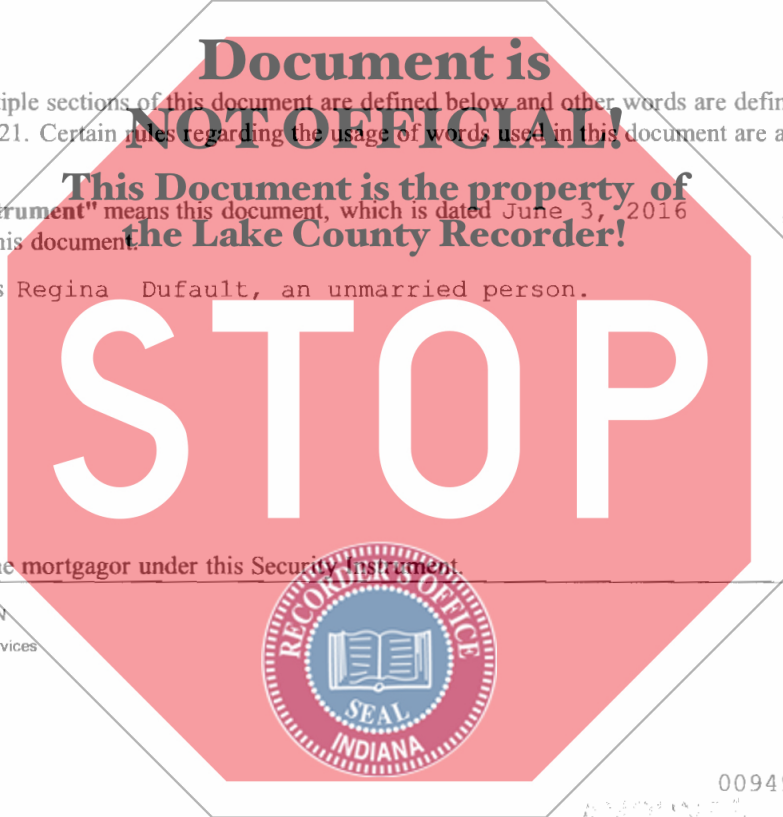 Document is
tiple sections of this document are defined below and other words are defin
NOT OFFICIAL!
21. Certain rules regarding the usage of words used in this document are a
This Document is the property of
rument" means this document, which is dated June 3, 2016
the Lake County Recorder!
his document.
s Regina Dufault, an unmarried person.
STOP
e mortgagor under this Security Instrument.
RECORDER'S OFFICE
SEAL
INDIANA
N
vices
0094